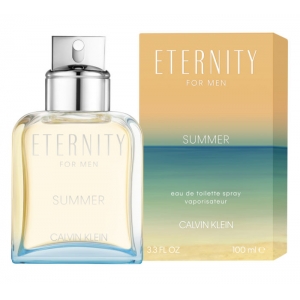 ETERNITY
FOR MEN
SUMMER
CALVIN KLEIN
ETERNITY
FOR MEN
SUMMER
eau de toilette spray
vaporisateur
CALVIN KLEIN
3.3 FL OZ 100 ml ℮